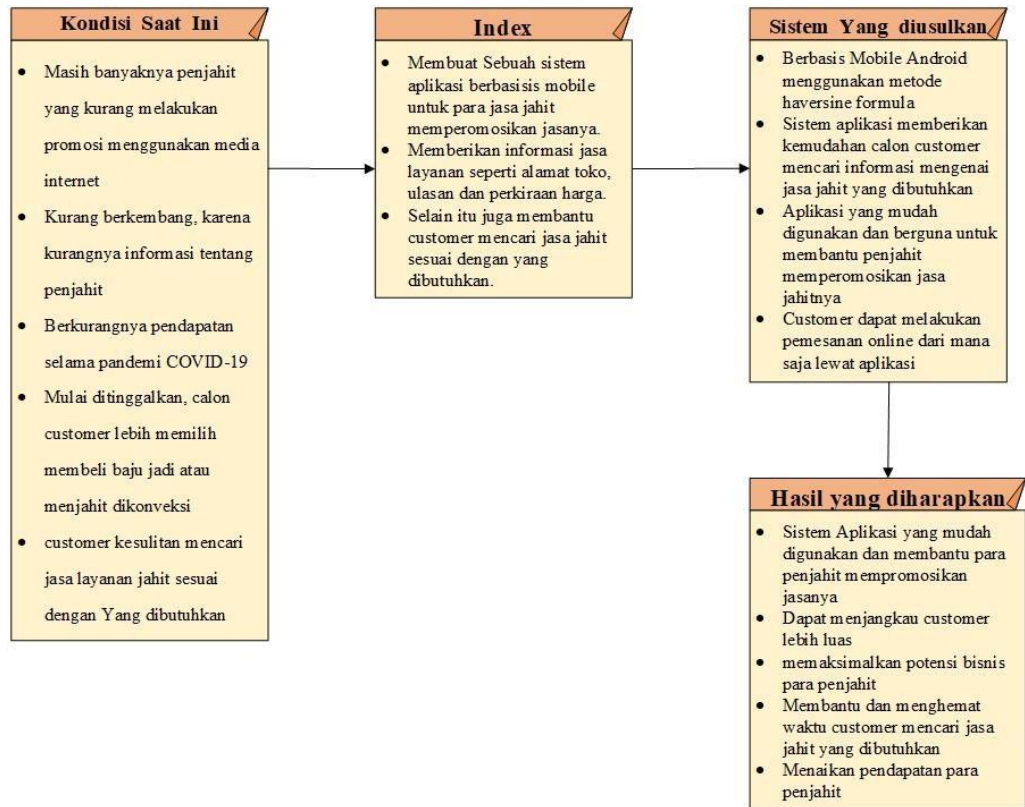 Kondisi Saat Ini
• Masih banyaknya penjahit
yang kurang melakukan
promosi menggunakan media
internet
• Kurang berkembang, karena
kurangnya informasi tentang
penjahit
• Berkurangnya pendapatan
selama pandemi COVID-19
• Mulai ditinggalkan, calon
customer lebih memilih
membeli baju jadi atau
menjahit dikonveksi
• customer kesulitan mencari
jasa layanan jahit sesuai
dengan Yang dibutuhkan
Index
• Membuat Sebuah sistem
aplikasi berbasisis mobile
untuk para jasa jahit
memperomosikan jasanya.
• Memberikan informasi jasa
layanan seperti alamat toko,
ulasan dan perkiraan harga.
• Selain itu juga membantu
customer mencari jasa jahit
sesuai dengan yang
dibutuhkan.
Sistem Yang diusulkan
• Berbasis Mobile Android
menggunakan metode
haversine formula
• Sistem aplikasi memberikan
kemudahan calon customer
mencari informasi mengenai
jasa jahit yang dibutuhkan
• Aplikasi yang mudah
digunakan dan berguna untuk
membantu penjahit
memperomosikan jasa
jahitnya
• Customer dapat melakukan
pemesanan online dari mana
saja lewat aplikasi
Hasil yang diharapkan
• Sistem Aplikasi yang mudah
digunakan dan membantu para
penjahit mempromosikan
jasanya
• Dapat menjangkau customer
lebih luas
• memaksimalkan potensi bisnis
para penjahit
• Membantu dan menghemat
waktu customer mencari jasa
jahit yang dibutuhkan
• Menaikan pendapatan para
penjahit